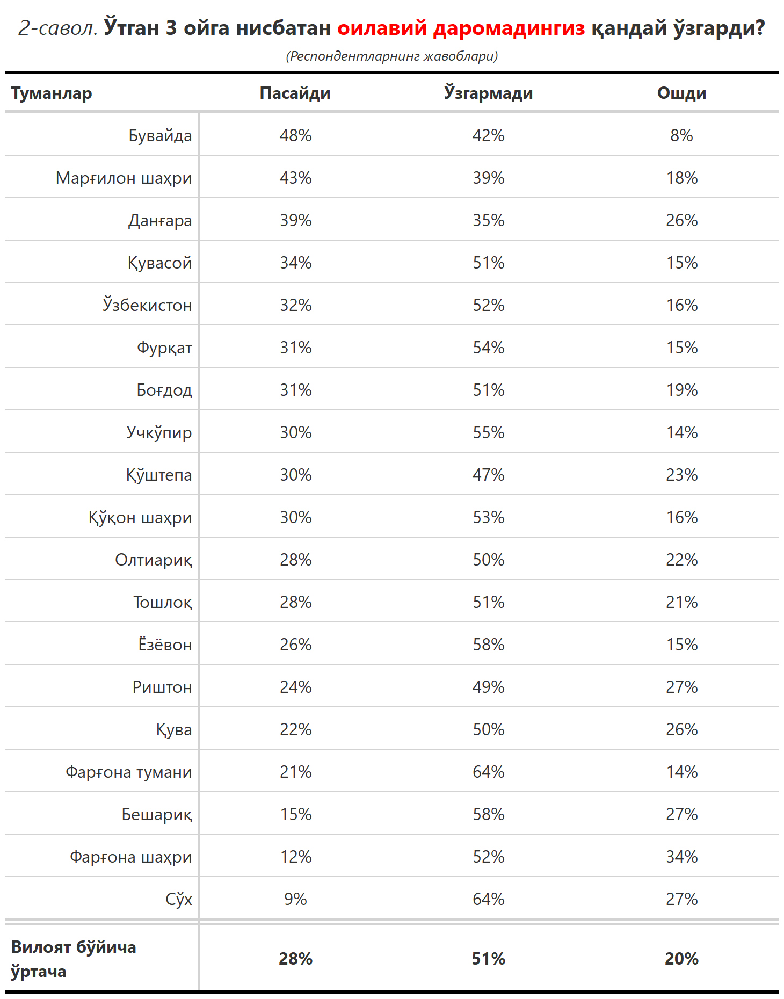 2-савол. Ўтган 3 ойга нисбатан оилавий даромадингиз қандай ўзгарди?
(Респондентларнинг жавоблари)
Туманлар Пасайди Ўзгармади Ошди
Бувайда 48% 42% 8%
Марғилон шаҳри 43% 39% 18%
Данғара 39% 35% 26%
Қувасой 34% 51% 15%
Ўзбекистон 32% 52% 16%
Фурқат 31% 54% 15%
Боғдод 31% 51% 19%
Учкўпир 30% 55% 14%
Қўштепа 30% 47% 23%
Қўқон шаҳри 30% 53% 16%
Олтиариқ 28% 50% 22%
Тошлоқ 28% 51% 21%
Ёзёвон 26% 58% 15%
Риштон 24% 49% 27%
Қува 22% 50% 26%
Фарғона тумани 21% 64% 14%
Бешариқ 15% 58% 27%
Фарғона шаҳри 12% 52% 34%
Сўх 9% 64% 27%
Вилоят бўйича
ўртача 28% 51% 20%